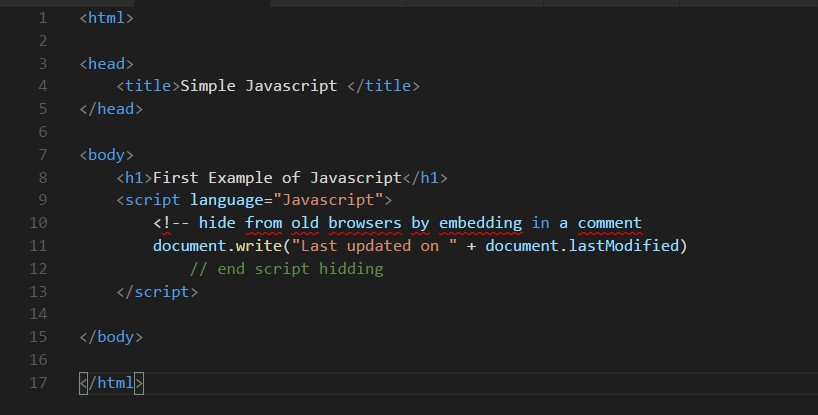 1 <html>
2
3 <head>
4     <title>Simple Javascript </title>
5 </head>
6
7 <body>
8     <h1>First Example of Javascript</h1>
9     <script language="Javascript">
10         <!-- hide from old browsers by embedding in a comment
11         document.write("Last updated on " + document.lastModified)
12             // end script hidding
13     </script>
14
15 </body>
16
17 </html>